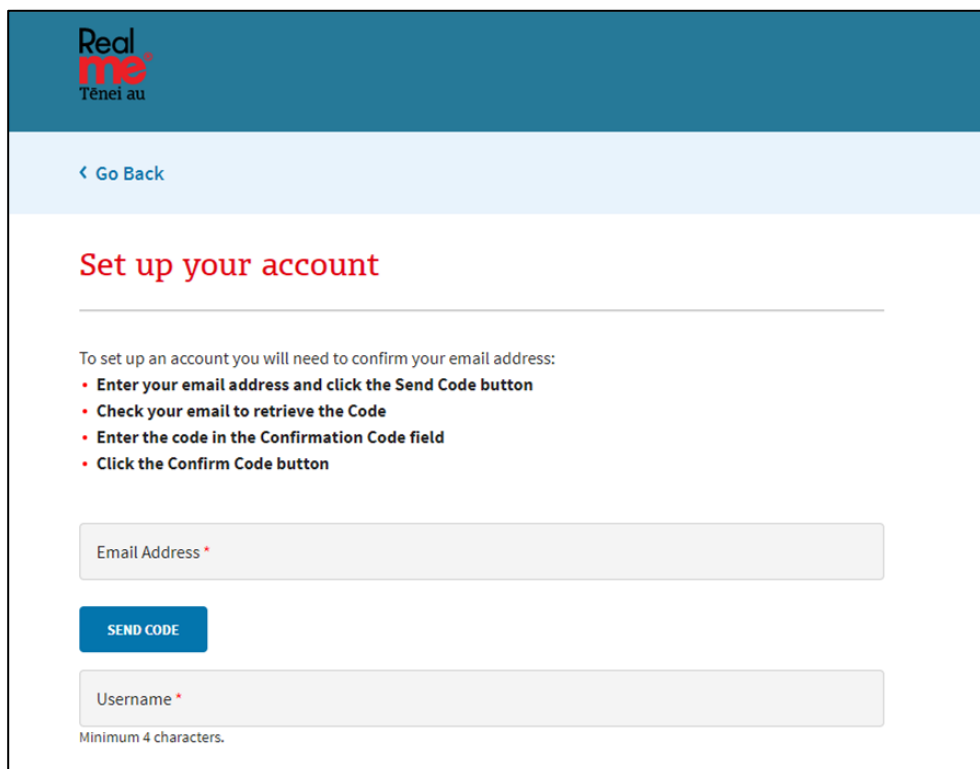 Real
me®
Tēnei au
‹ Go Back
Set up your account
To set up an account you will need to confirm your email address:
• Enter your email address and click the Send Code button
• Check your email to retrieve the Code
• Enter the code in the Confirmation Code field
• Click the Confirm Code button
Email Address *
SEND CODE
Username *
Minimum 4 characters.